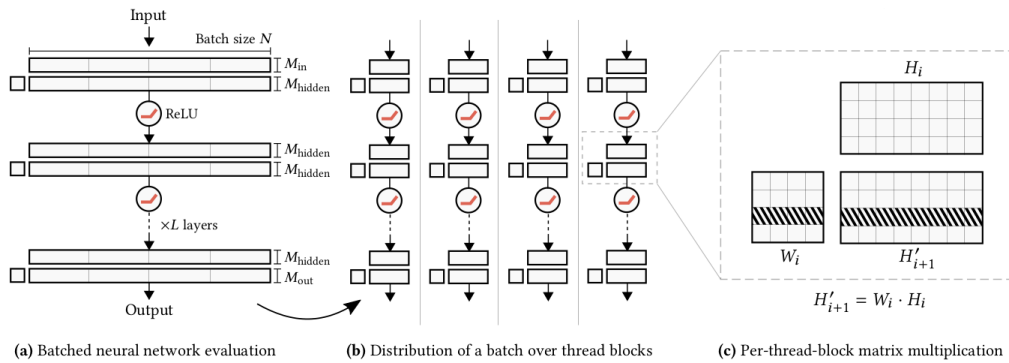 Input
Batch size N
M_in
M_hidden
ReLU
M_hidden
M_hidden
×L layers
M_hidden
M_out
Output
H_i
W_i
H′_{i+1}
H′_{i+1} = W_i · H_i
(a) Batched neural network evaluation
(b) Distribution of a batch over thread blocks
(c) Per-thread-block matrix multiplication